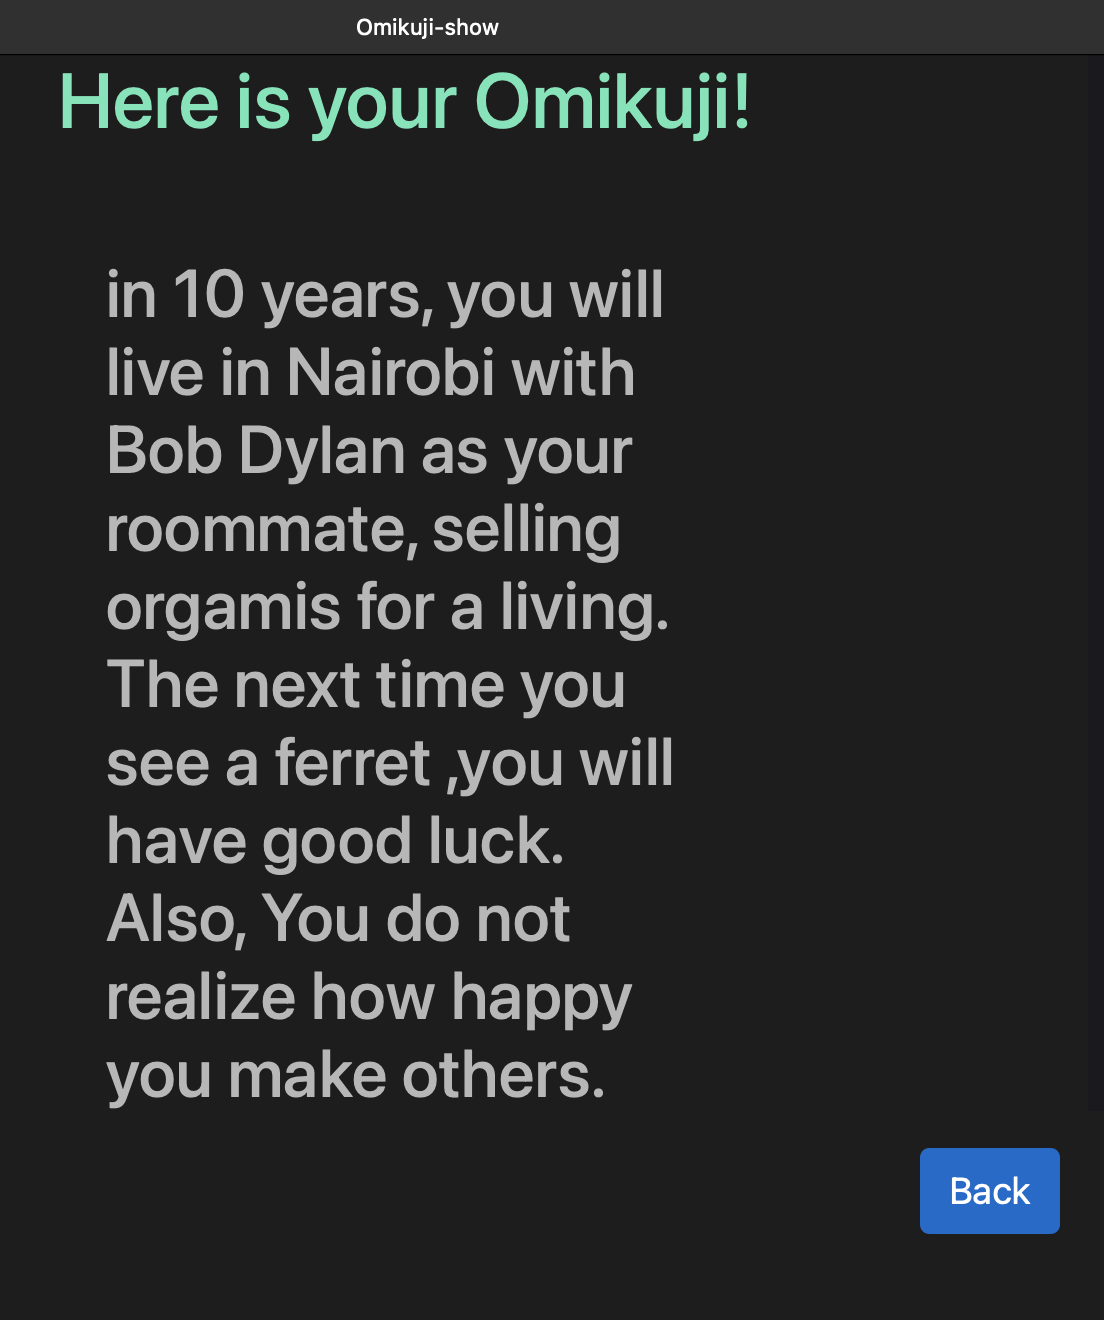 Omikuji-show
Here is your Omikuji!
in 10 years, you will
live in Nairobi with
Bob Dylan as your
roommate, selling
orgamis for a living.
The next time you
see a ferret ,you will
have good luck.
Also, You do not
realize how happy
you make others.
Back